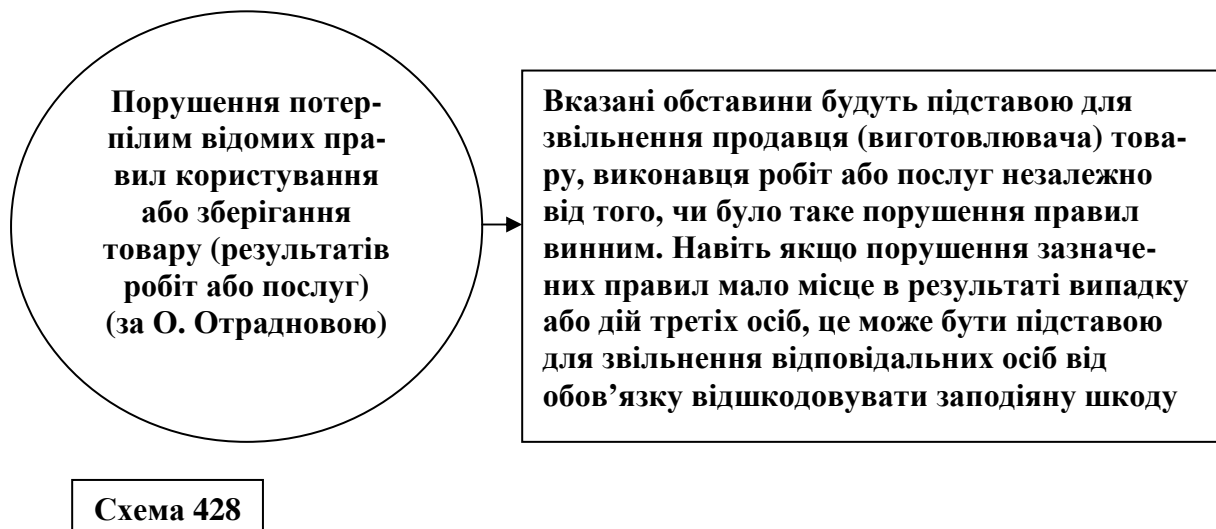 Порушення потер-
пілим відомих пра-
вил користування
або зберігання
товару (результатів
робіт або послуг)
(за О. Отрадновою)
Вказані обставини будуть підставою для
звільнення продавця (виготовлювача) това-
ру, виконавця робіт або послуг незалежно
від того, чи було таке порушення правил
винним. Навіть якщо порушення зазначе-
них правил мало місце в результаті випадку
або дій третіх осіб, це може бути підставою
для звільнення відповідальних осіб від
обов’язку відшкодовувати заподіяну шкоду
Схема 428